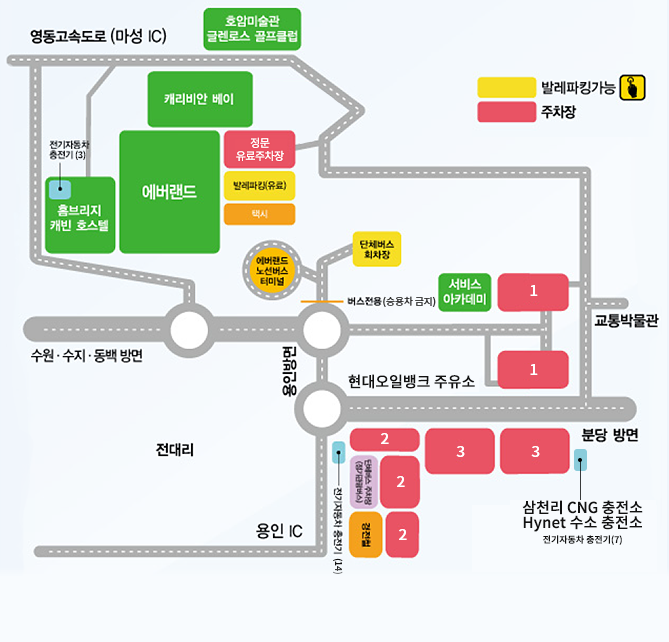 호암미술관
글렌로스 골프클럽
영동고속도로 (마성 IC)
캐리비안 베이
발레파킹가능
주차장
전기자동차
충전기 (3)
정문
유료주차장
에버랜드
발레파킹(유료)
택시
홈브리지
캐빈 호스텔
단체버스
회차장
에버랜드
노선버스
터미널
서비스
아카데미
1
버스전용(승용차 금지)
교통박물관
수원·수지·동백 방면
용인방면
1
현대오일뱅크 주유소
분당 방면
전대리
2
3
3
단체버스 주차장
(장기관광버스)
2
전기자동차 충전기 (14)
경전철
2
삼천리 CNG 충전소
Hynet 수소 충전소
전기자동차 충전기(7)
용인 IC